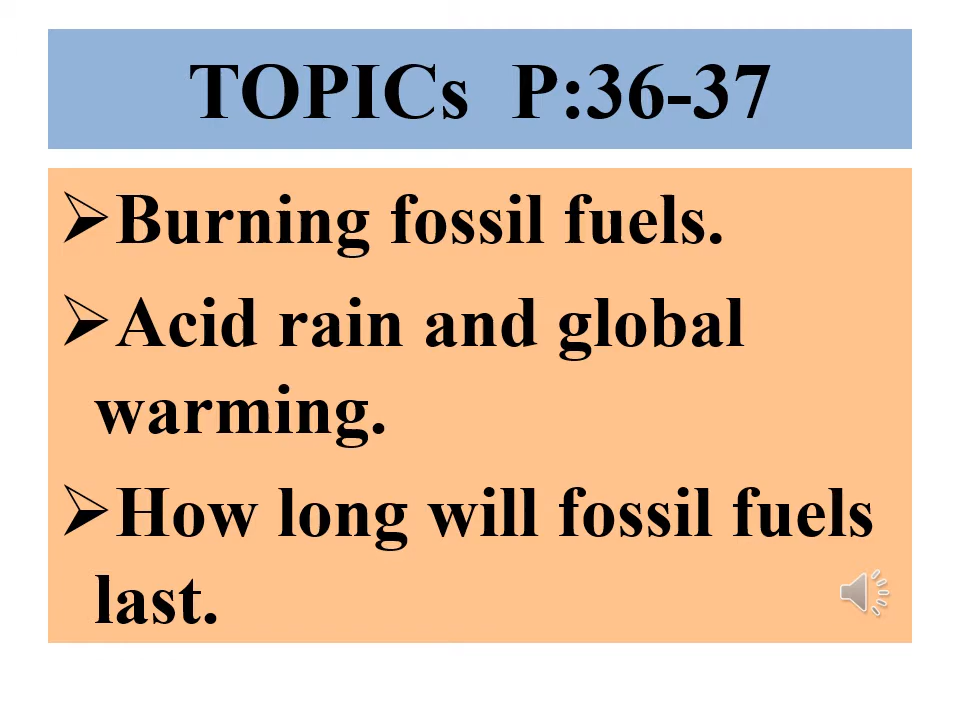 TOPICs  P:36-37
➢Burning fossil fuels.
➢Acid rain and global
warming.
➢How long will fossil fuels
last.